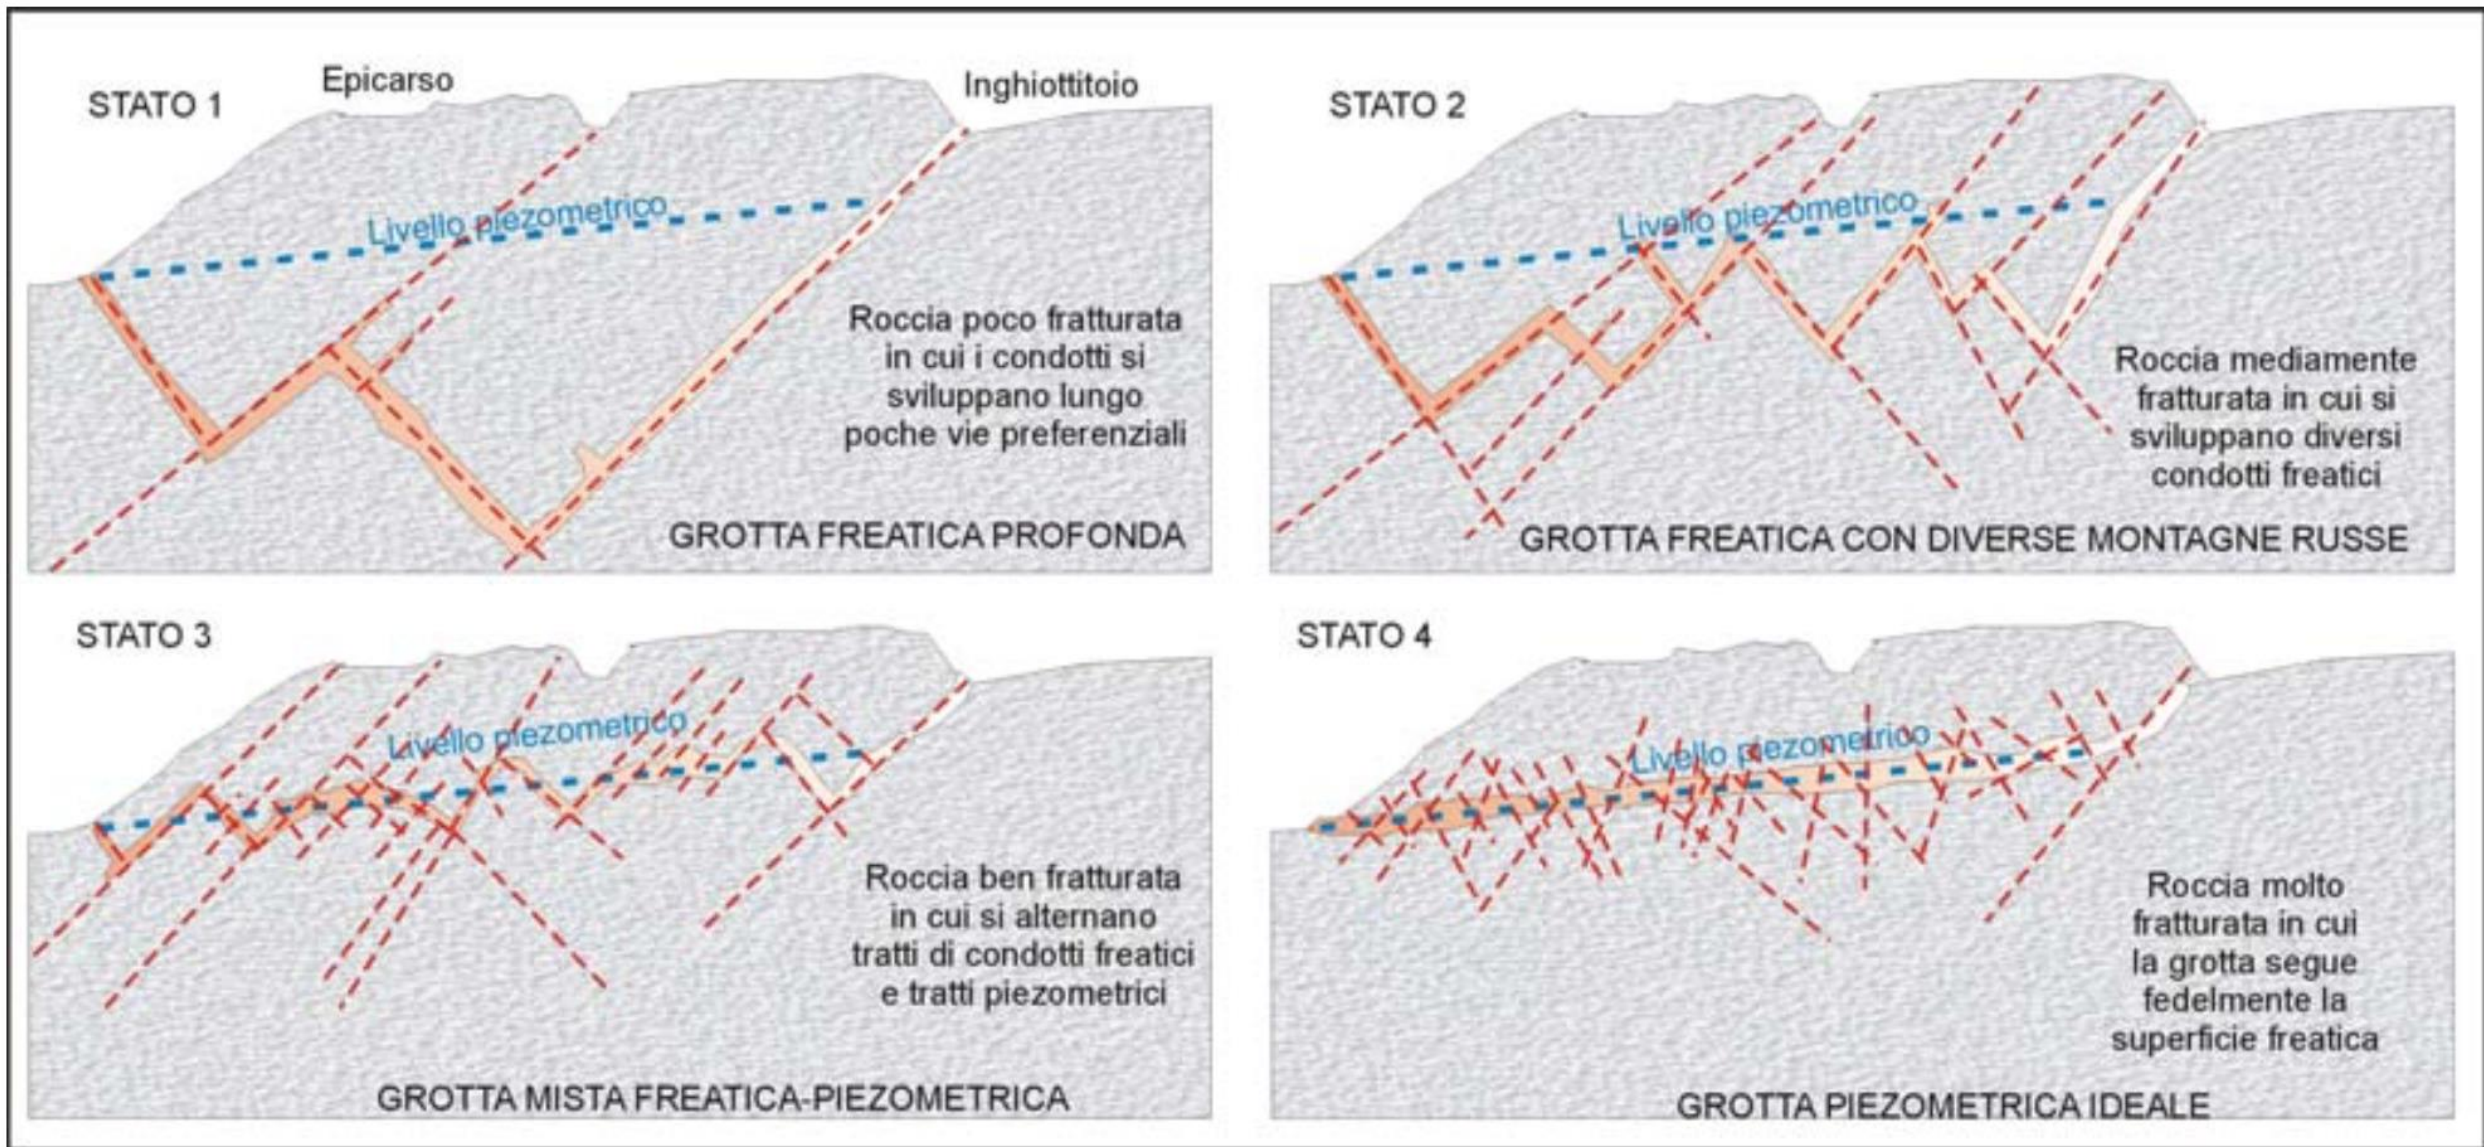 STATO 1
Epicarso
Inghiottitoio
Livello piezometrico
Roccia poco fratturata
in cui i condotti si
sviluppano lungo
poche vie preferenziali
GROTTA FREATICA PROFONDA
STATO 2
Livello piezometrico
Roccia mediamente
fratturata in cui si
sviluppano diversi
condotti freatici
GROTTA FREATICA CON DIVERSE MONTAGNE RUSSE
STATO 3
Livello piezometrico
Roccia ben fratturata
in cui si alternano
tratti di condotti freatici
e tratti piezometrici
GROTTA MISTA FREATICA-PIEZOMETRICA
STATO 4
Livello piezometrico
Roccia molto
fratturata in cui
la grotta segue
fedelmente la
superficie freatica
GROTTA PIEZOMETRICA IDEALE